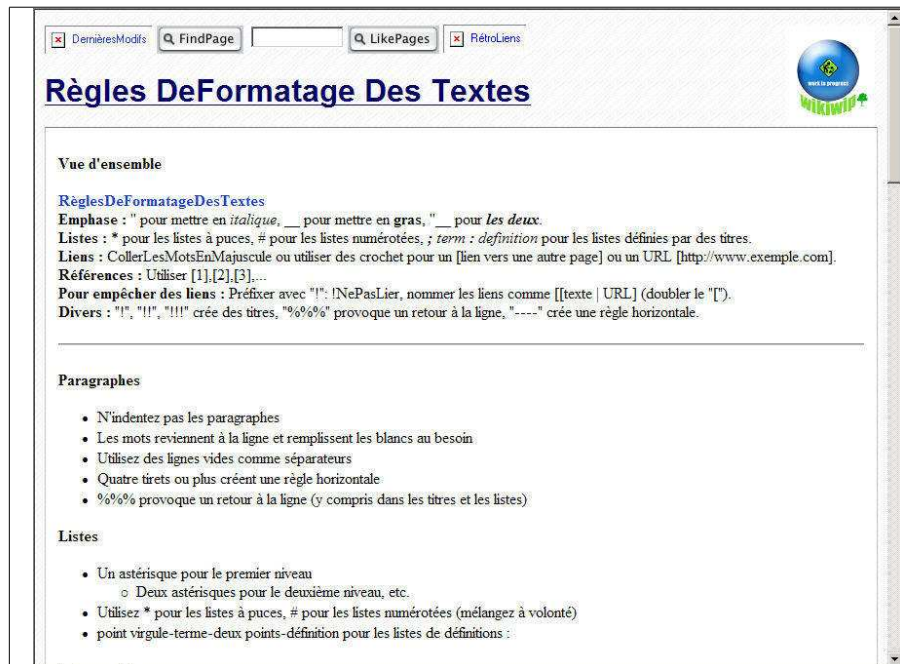 DernièresModifs FindPage LikePages RétroLiens
Règles DeFormatage Des Textes
work in progress
wikiwip
Vue d'ensemble
RèglesDeFormatageDesTextes
Emphase : '' pour mettre en italique, __ pour mettre en gras, ''__ pour les deux.
Listes : * pour les listes à puces, # pour les listes numérotées, ; term : definition pour les listes définies par des titres.
Liens : CollerLesMotsEnMajuscule ou utiliser des crochet pour un [lien vers une autre page] ou un URL [http://www.exemple.com].
Références : Utiliser [1],[2],[3],...
Pour empêcher des liens : Préfixer avec "!": !NePasLier, nommer les liens comme [[texte | URL] (doubler le "[").
Divers : "!", "!!", "!!!" crée des titres, "%%%" provoque un retour à la ligne, "----" crée une règle horizontale.
Paragraphes
• N'indentez pas les paragraphes
• Les mots reviennent à la ligne et remplissent les blancs au besoin
• Utilisez des lignes vides comme séparateurs
• Quatre tirets ou plus créent une règle horizontale
• %%% provoque un retour à la ligne (y compris dans les titres et les listes)
Listes
• Un astérisque pour le premier niveau
○ Deux astérisques pour le deuxième niveau, etc.
• Utilisez * pour les listes à puces, # pour les listes numérotées (mélangez à volonté)
• point virgule-terme-deux points-définition pour les listes de définitions :